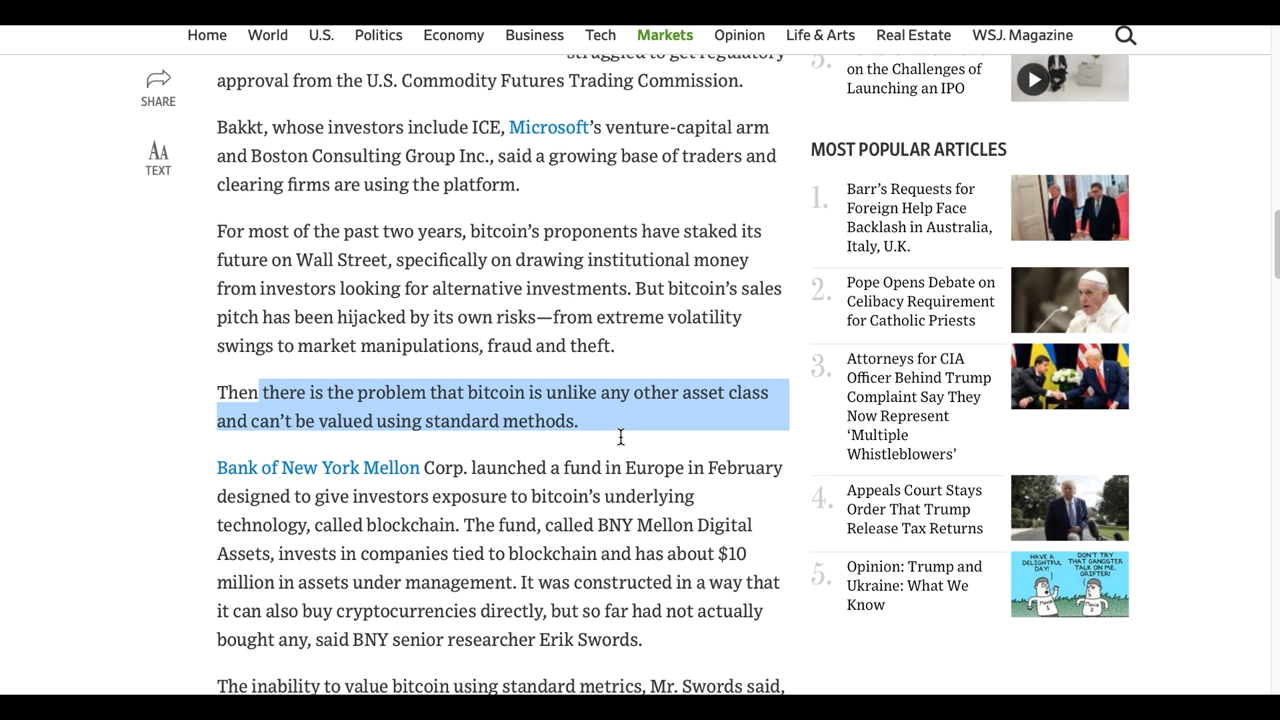 Home World U.S. Politics Economy Business Tech Markets Opinion Life & Arts Real Estate WSJ. Magazine
SHARE
AA
TEXT
struggled to get regulatory
approval from the U.S. Commodity Futures Trading Commission.
Bakkt, whose investors include ICE, Microsoft’s venture-capital arm
and Boston Consulting Group Inc., said a growing base of traders and
clearing firms are using the platform.
For most of the past two years, bitcoin’s proponents have staked its
future on Wall Street, specifically on drawing institutional money
from investors looking for alternative investments. But bitcoin’s sales
pitch has been hijacked by its own risks—from extreme volatility
swings to market manipulations, fraud and theft.
Then there is the problem that bitcoin is unlike any other asset class
and can’t be valued using standard methods.
Bank of New York Mellon Corp. launched a fund in Europe in February
designed to give investors exposure to bitcoin’s underlying
technology, called blockchain. The fund, called BNY Mellon Digital
Assets, invests in companies tied to blockchain and has about $10
million in assets under management. It was constructed in a way that
it can also buy cryptocurrencies directly, but so far had not actually
bought any, said BNY senior researcher Erik Swords.
The inability to value bitcoin using standard metrics, Mr. Swords said,
5.
on the Challenges of
Launching an IPO
MOST POPULAR ARTICLES
1.
Barr’s Requests for
Foreign Help Face
Backlash in Australia,
Italy, U.K.
2.
Pope Opens Debate on
Celibacy Requirement
for Catholic Priests
3.
Attorneys for CIA
Officer Behind Trump
Complaint Say They
Now Represent
‘Multiple
Whistleblowers’
4.
Appeals Court Stays
Order That Trump
Release Tax Returns
5.
Opinion: Trump and
Ukraine: What We
Know
HAVE A
DELIGHTFUL
DAY!
DON'T TRY
THAT GANGSTER
TALK ON ME,
GRIFTER!
Movie
1
Movie
2